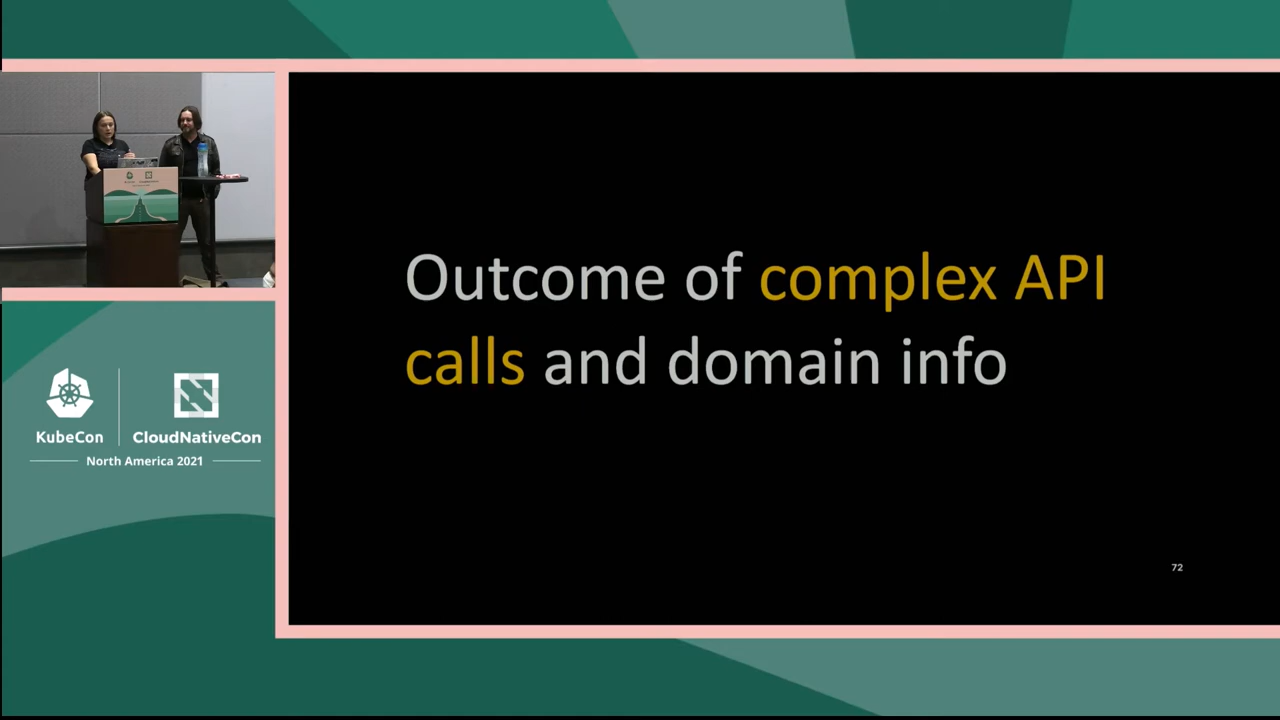 Outcome of complex API
calls and domain info
72
KubeCon
CloudNativeCon
North America 2021